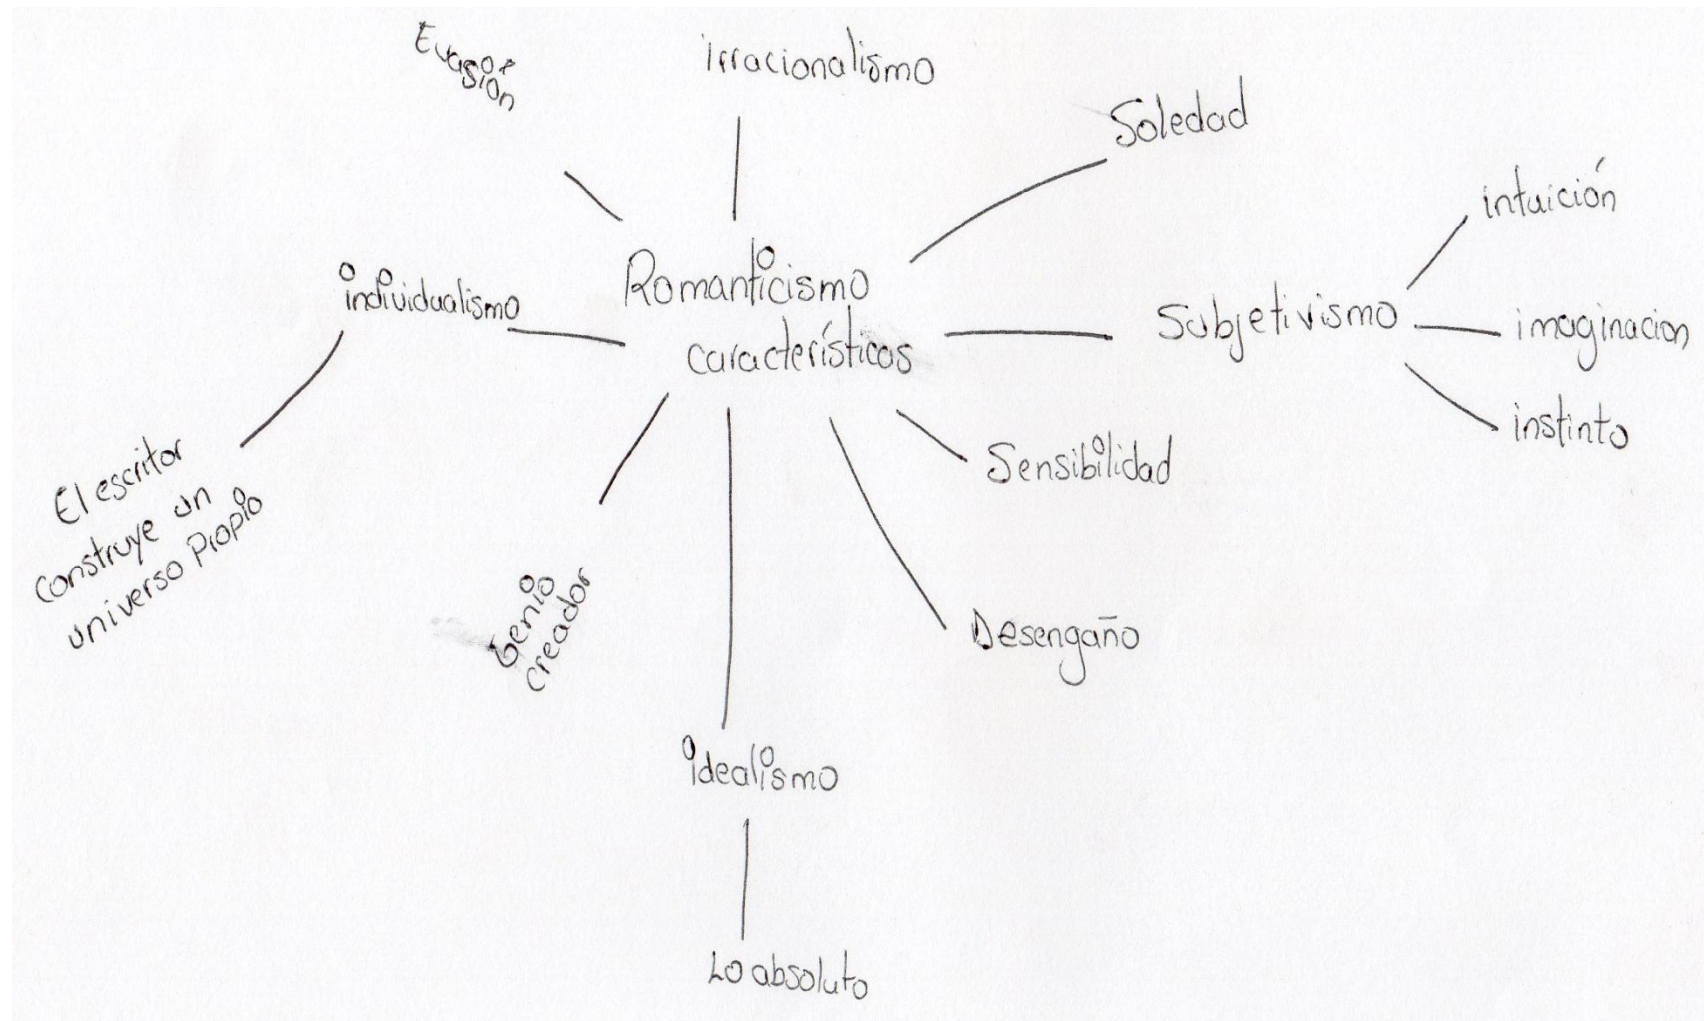 Evasión
irracionalismo
Soledad
intuición
individualismo
Romanticismo
características
Subjetivismo
imaginacion
instinto
Sensibilidad
El escritor
construye un
universo propio
Genio
creador
Desengaño
idealismo
Lo absoluto